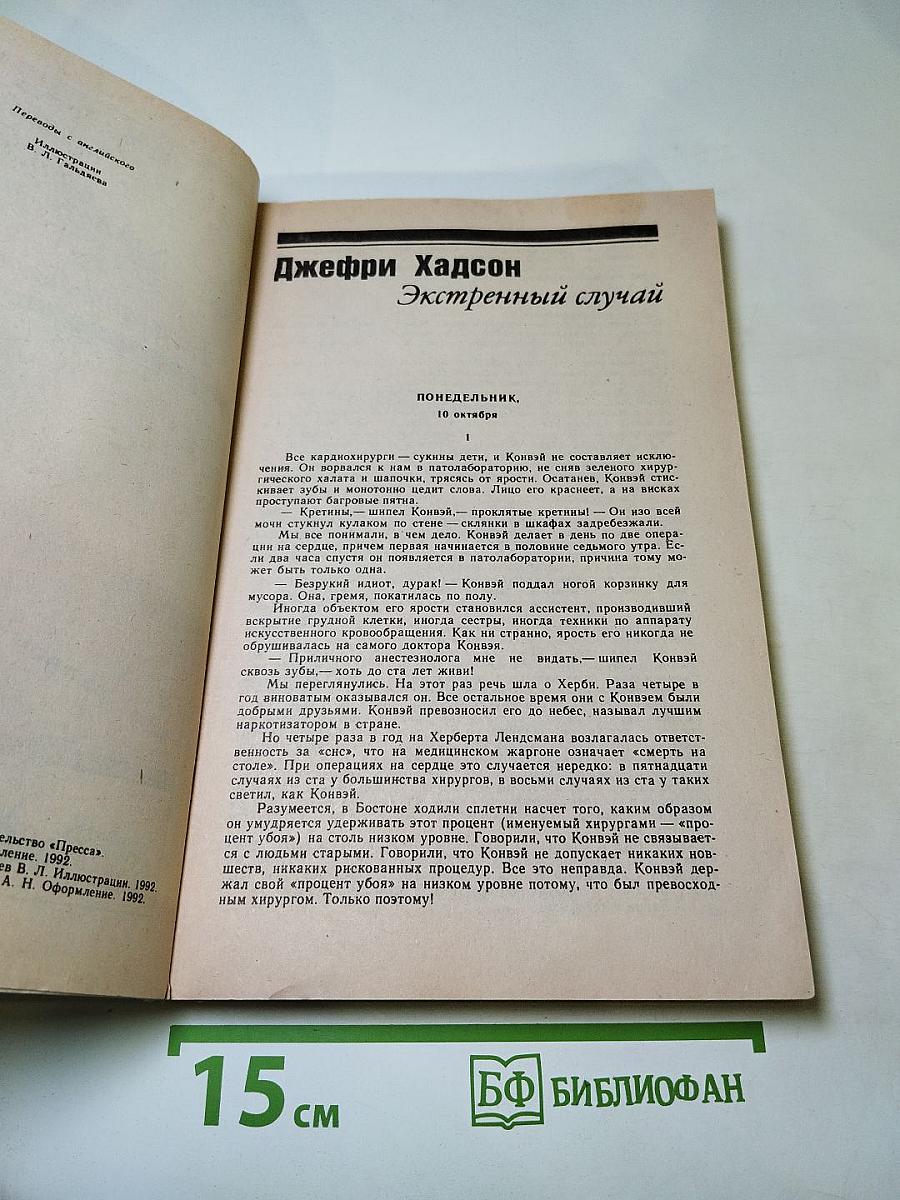 Переводы с английского
Иллюстрации
В. Л. Гальдяева
ельство «Пресса».
ление. 1992.
ев В. Л. Иллюстрации. 1992.
А. Н. Оформление. 1992.
Джефри Хадсон
Экстренный случай
ПОНЕДЕЛЬНИК,
10 октября
1
Все кардиохирурги — сукины дети, и Конвэй не составляет исклю-
чения. Он ворвался к нам в патолабораторию, не сняв зеленого хирур-
гического халата и шапочки, трясясь от ярости. Осатанев, Конвэй стис-
кивает зубы и монотонно цедит слова. Лицо его краснеет, а на висках
проступают багровые пятна.
— Кретины,— шипел Конвэй,— проклятые кретины! — Он изо всей
мочи стукнул кулаком по стене — склянки в шкафах задребезжали.
Мы все понимали, в чем дело. Конвэй делает в день по две опера-
ции на сердце, причем первая начинается в половине седьмого утра. Ес-
ли два часа спустя он появляется в патолаборатории, причина тому мо-
жет быть только одна.
— Безрукий идиот, дурак! — Конвэй поддал ногой корзинку для
мусора. Она, гремя, покатилась по полу.
Иногда объектом его ярости становился ассистент, производивший
вскрытие грудной клетки, иногда сестры, иногда техники по аппарату
искусственного кровообращения. Как ни странно, ярость его никогда не
обрушивалась на самого доктора Конвэя.
— Приличного анестезиолога мне не видать,— шипел Конвэй
сквозь зубы,— хоть до ста лет живи!
Мы переглянулись. На этот раз речь шла о Херби. Раза четыре в
год виноватым оказывался он. Все остальное время они с Конвэем были
добрыми друзьями. Конвэй превозносил его до небес, называл лучшим
наркотизатором в стране.
Но четыре раза в год на Херберта Лендсмана возлагалась ответст-
венность за «снс», что на медицинском жаргоне означает «смерть на
столе». При операциях на сердце это случается нередко: в пятнадцати
случаях из ста у большинства хирургов, в восьми случаях из ста у таких
светил, как Конвэй.
Разумеется, в Бостоне ходили сплетни насчет того, каким образом
он умудряется удерживать этот процент (именуемый хирургами — «про-
цент убоя») на столь низком уровне. Говорили, что Конвэй не связывает-
ся с людьми старыми. Говорили, что Конвэй не допускает никаких нов-
шеств, никаких рискованных процедур. Все это неправда. Конвэй дер-
жал свой «процент убоя» на низком уровне потому, что был превосход-
ным хирургом. Только поэтому!
15 см
БФ БИБЛИОФАН